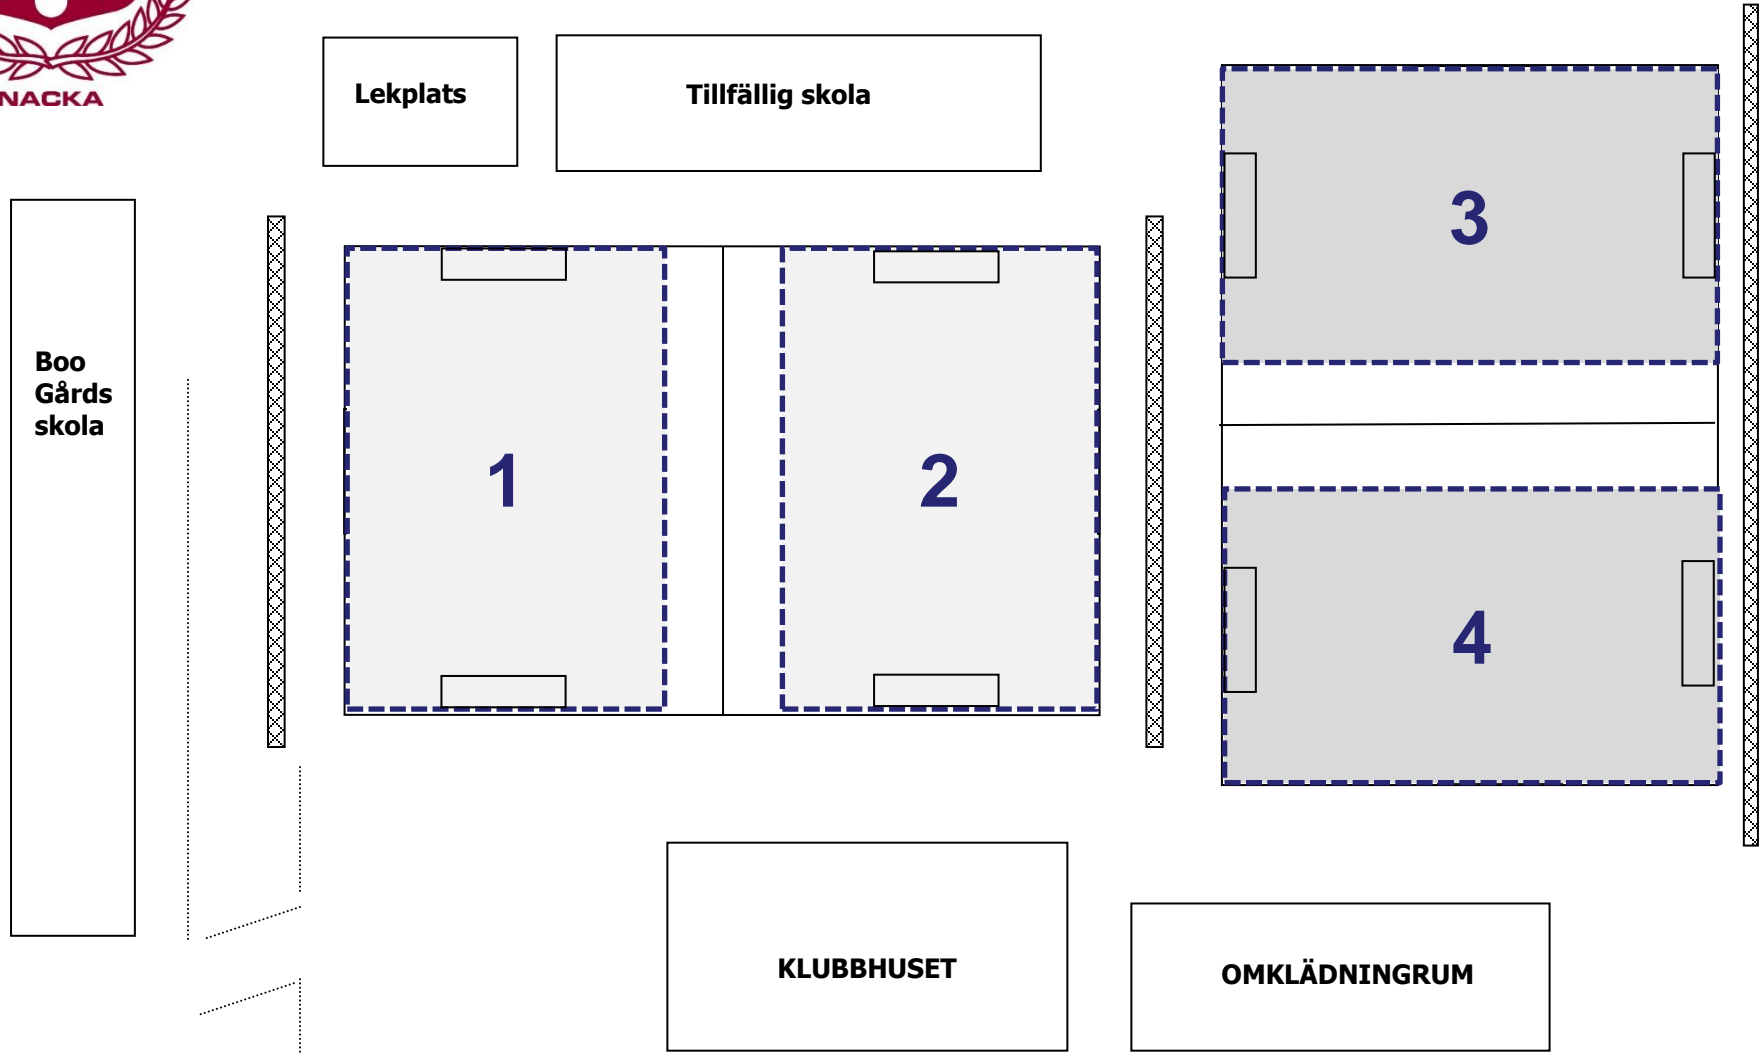 NACKA
Lekplats
Tillfällig skola
Boo
Gårds
skola
1
2
3
4
KLUBBHUSET
OMKLÄDNINGRUM